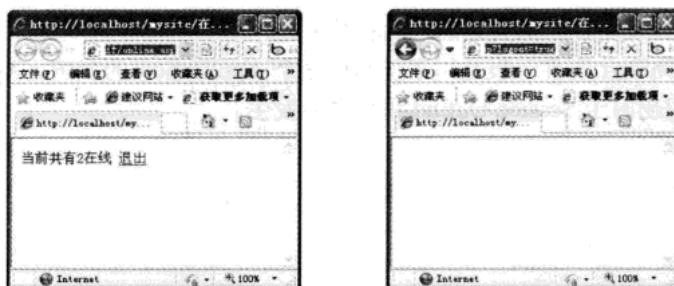 http://localhost/mysite/在...
文件(F) 编辑(E) 查看(V) 收藏夹(A) 工具(T) »
收藏夹 建议网站 获取更多加载项
http://localhost/my...
当前共有2在线 退出
Internet 100%
http://localhost/mysite/在...
p?logout=true
文件(F) 编辑(E) 查看(V) 收藏夹(A) 工具(T) »
收藏夹 建议网站 获取更多加载项
http://localhost/my...
Internet 100%